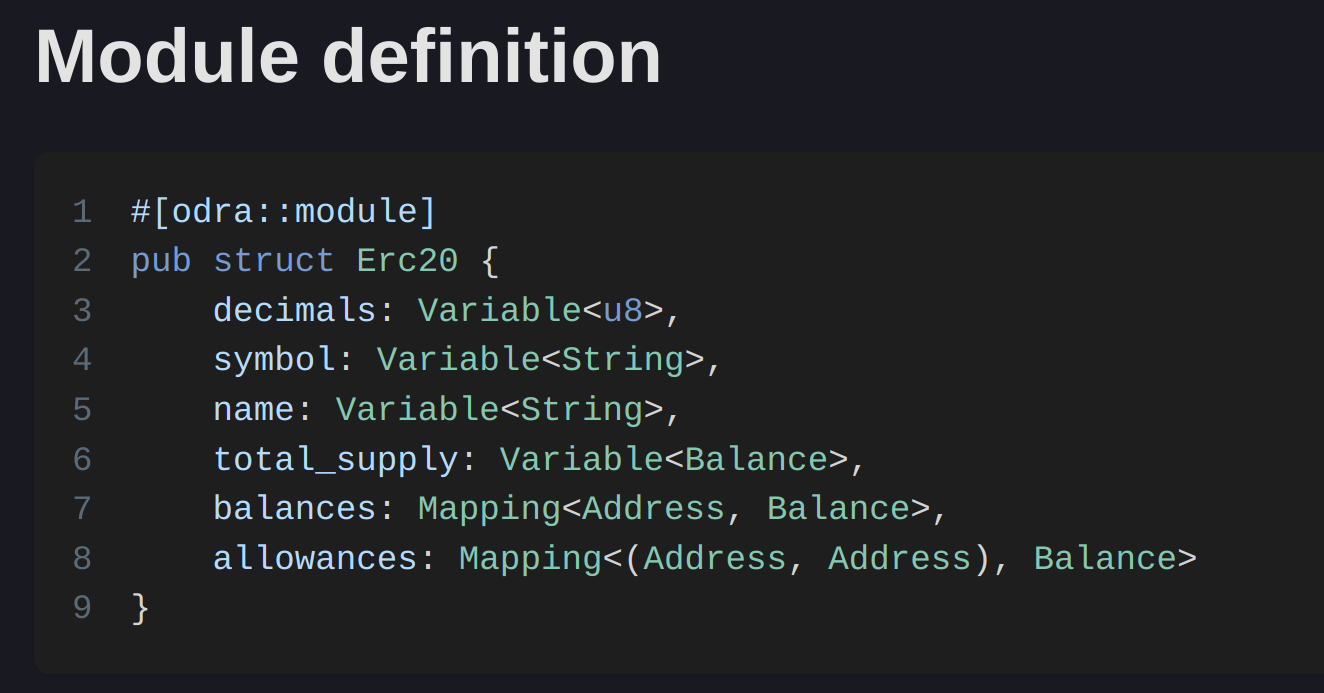 Module definition
1 #[odra::module]
2 pub struct Erc20 {
3     decimals: Variable<u8>,
4     symbol: Variable<String>,
5     name: Variable<String>,
6     total_supply: Variable<Balance>,
7     balances: Mapping<Address, Balance>,
8     allowances: Mapping<(Address, Address), Balance>
9 }